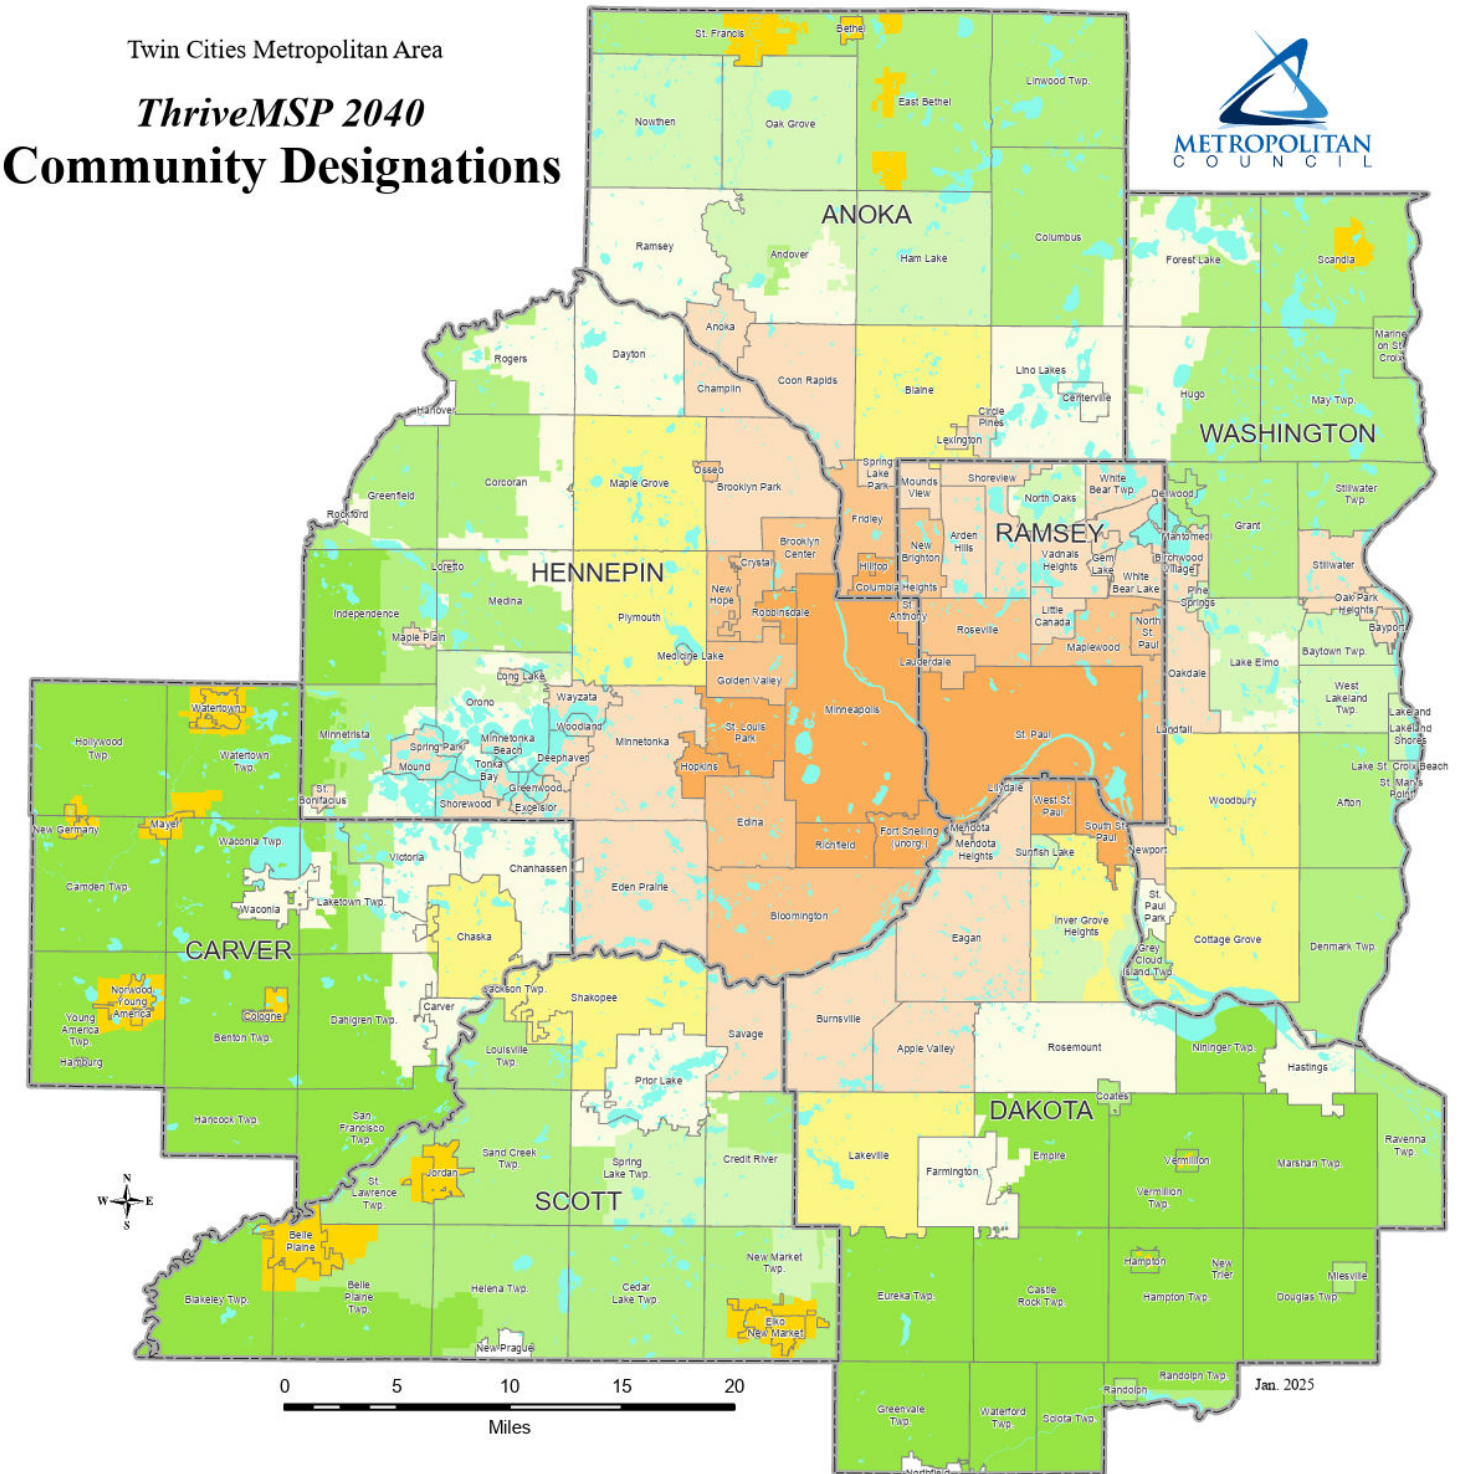 Twin Cities Metropolitan Area
ThriveMSP 2040
Community Designations
METROPOLITAN
COUNCIL
St. Francis
Bethel
Linwood Twp.
East Bethel
Nowthen
Oak Grove
ANOKA
Ramsey
Andover
Ham Lake
Columbus
Forest Lake
Scandia
Anoka
Marine
on St.
Croix
Rogers
Dayton
Champlin
Coon Rapids
Blaine
Lino Lakes
Centerville
Hugo
May Twp.
Hanover
Circle
Pines
Lexington
WASHINGTON
Corcoran
Maple Grove
Osseo
Brooklyn Park
Spring
Lake
Park
Mounds
View
Shoreview
North Oaks
White
Bear Twp.
Dellwood
Stillwater
Twp.
Greenfield
Rockford
Fridley
Grant
RAMSEY
Arden
Hills
New
Brighton
Vadnais
Heights
Gem
Lake
White
Bear Lake
Mahtomedi
Birchwood
Village
Stillwater
Brooklyn
Center
Crystal
New
Hope
Robbinsdale
Hilltop
Columbia Heights
HENNEPIN
Loretto
Medina
Independence
Maple Plain
Plymouth
Medicine Lake
Pine
Springs
Oak Park
Heights
Bayport
St.
Anthony
Roseville
Little
Canada
Maplewood
North
St.
Paul
Lauderdale
Oakdale
Lake Elmo
Baytown Twp.
West
Lakeland
Twp.
Long Lake
Golden Valley
Orono
Wayzata
Woodland
Minnetonka
Minneapolis
St. Paul
Landfall
Lakeland
Lakeland
Shores
Watertown
Hollywood
Twp.
Watertown
Twp.
Minnetrista
Spring Park
Minnetonka
Beach
Mound
Tonka
Bay
Deephaven
Greenwood
Shorewood
Excelsior
St. Louis
Park
Hopkins
Lake St. Croix Beach
St. Mary's
Point
Woodbury
Afton
St.
Bonifacius
New Germany
Mayer
Waconia Twp.
Victoria
Chanhassen
Edina
Richfield
Fort Snelling
(unorg.)
Lilydale
West St.
Paul
South St.
Paul
Mendota
Mendota
Heights
Sunfish Lake
Newport
Camden Twp.
Waconia
Laketown Twp.
Eden Prairie
Bloomington
St.
Paul
Park
CARVER
Chaska
Eagan
Inver Grove
Heights
Grey
Cloud
Island Twp.
Cottage Grove
Denmark Twp.
Norwood
Young
America
Young
America
Twp.
Cologne
Benton Twp.
Dahlgren Twp.
Carver
Jackson Twp.
Shakopee
Louisville
Twp.
Savage
Burnsville
Apple Valley
Rosemount
Nininger Twp.
Hastings
Hamburg
Prior Lake
Coates
DAKOTA
Hancock Twp.
San
Francisco
Twp.
N
W
E
S
St.
Lawrence
Twp.
Jordan
Sand Creek
Twp.
Spring
Lake Twp.
Credit River
SCOTT
Lakeville
Farmington
Empire
Vermillion
Vermillion
Twp.
Marshan Twp.
Ravenna
Twp.
Belle
Plaine
Belle
Plaine
Twp.
Blakeley Twp.
Helena Twp.
Cedar
Lake Twp.
New Market
Twp.
Elko
New Market
New Prague
Eureka Twp.
Castle
Rock Twp.
Hampton
New
Trier
Hampton Twp.
Miesville
Douglas Twp.
0 5 10 15 20
Miles
Greenvale
Twp.
Waterford
Twp.
Sciota Twp.
Randolph
Randolph Twp.
Northfield
Jan. 2025